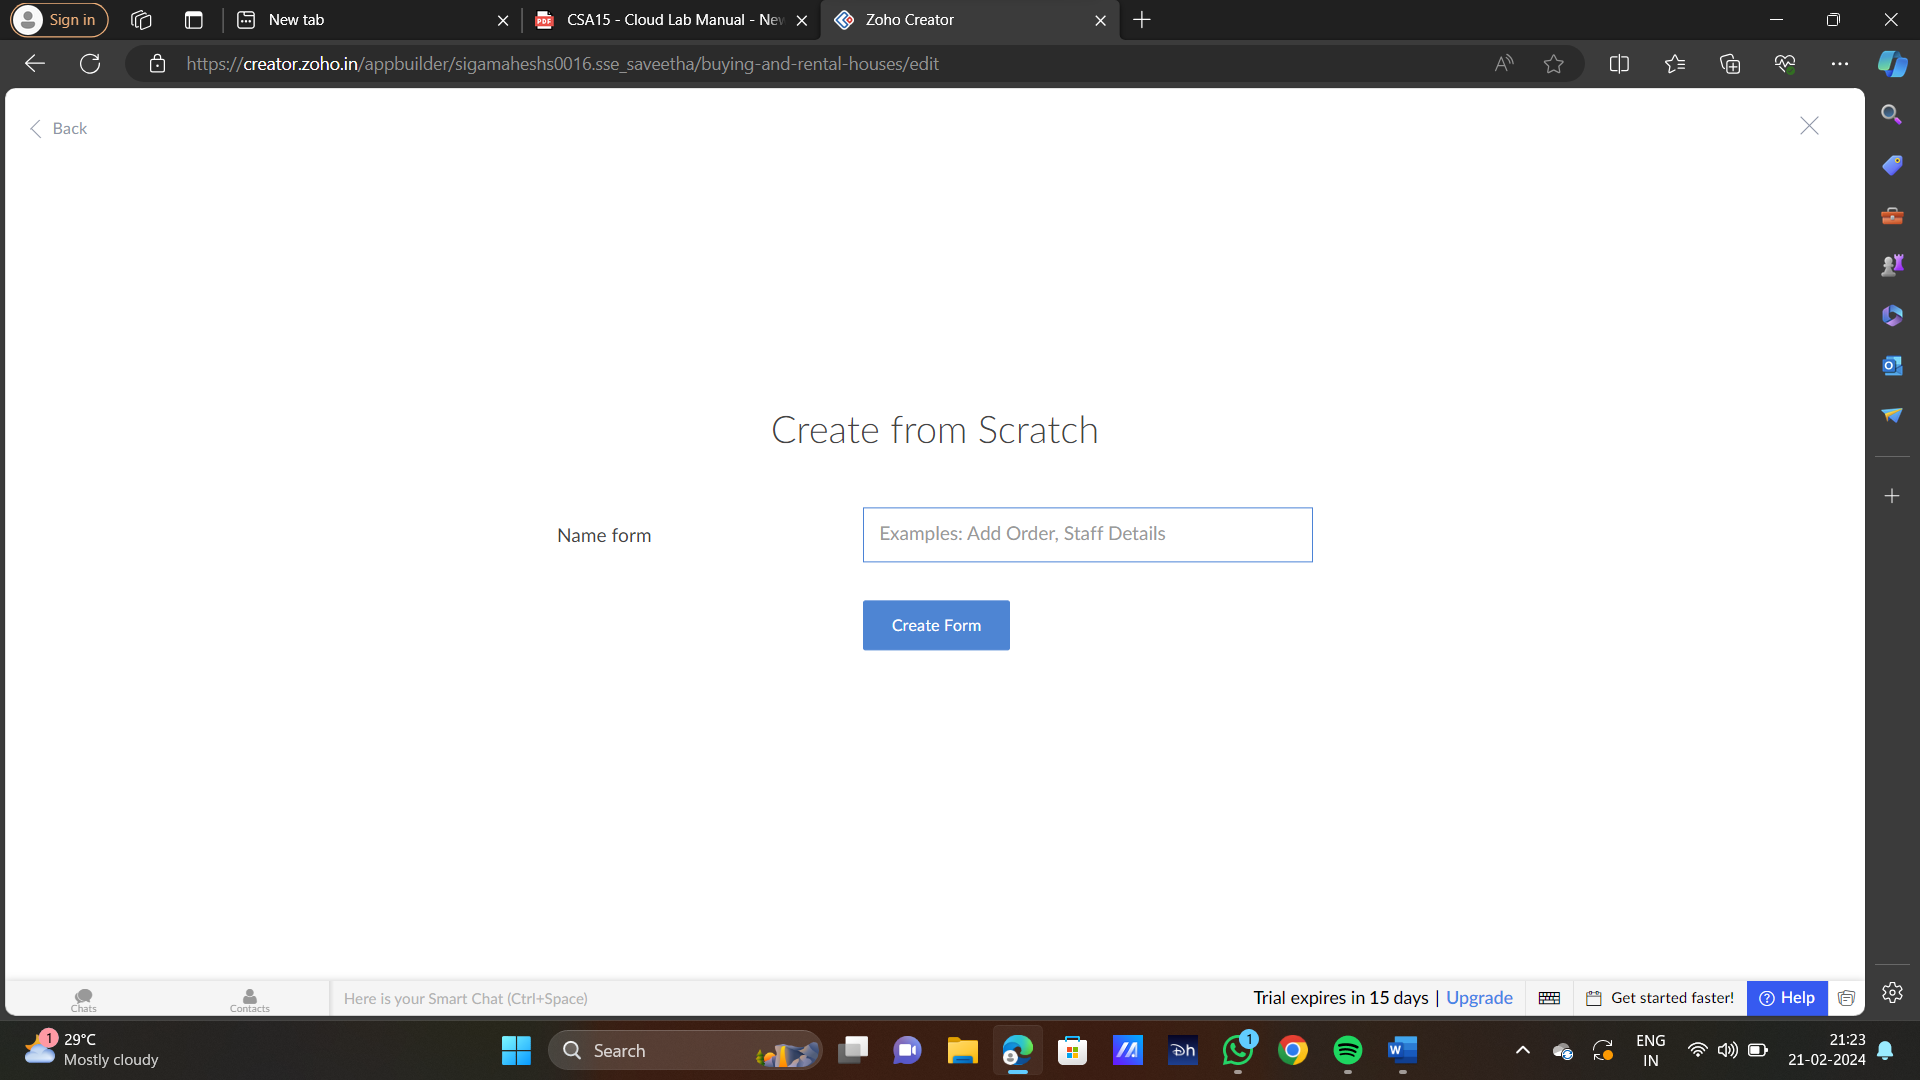 Sign in
New tab
CSA15 - Cloud Lab Manual - Nev
Zoho Creator
https://creator.zoho.in/appbuilder/sigamaheshs0016.sse_saveetha/buying-and-rental-houses/edit
Back
Create from Scratch
Name form
Examples: Add Order, Staff Details
Create Form
Chats
Contacts
Here is your Smart Chat (Ctrl+Space)
Trial expires in 15 days | Upgrade
Get started faster!
Help
1
29°C
Mostly cloudy
Search
1
ENG
IN
21:23
21-02-2024